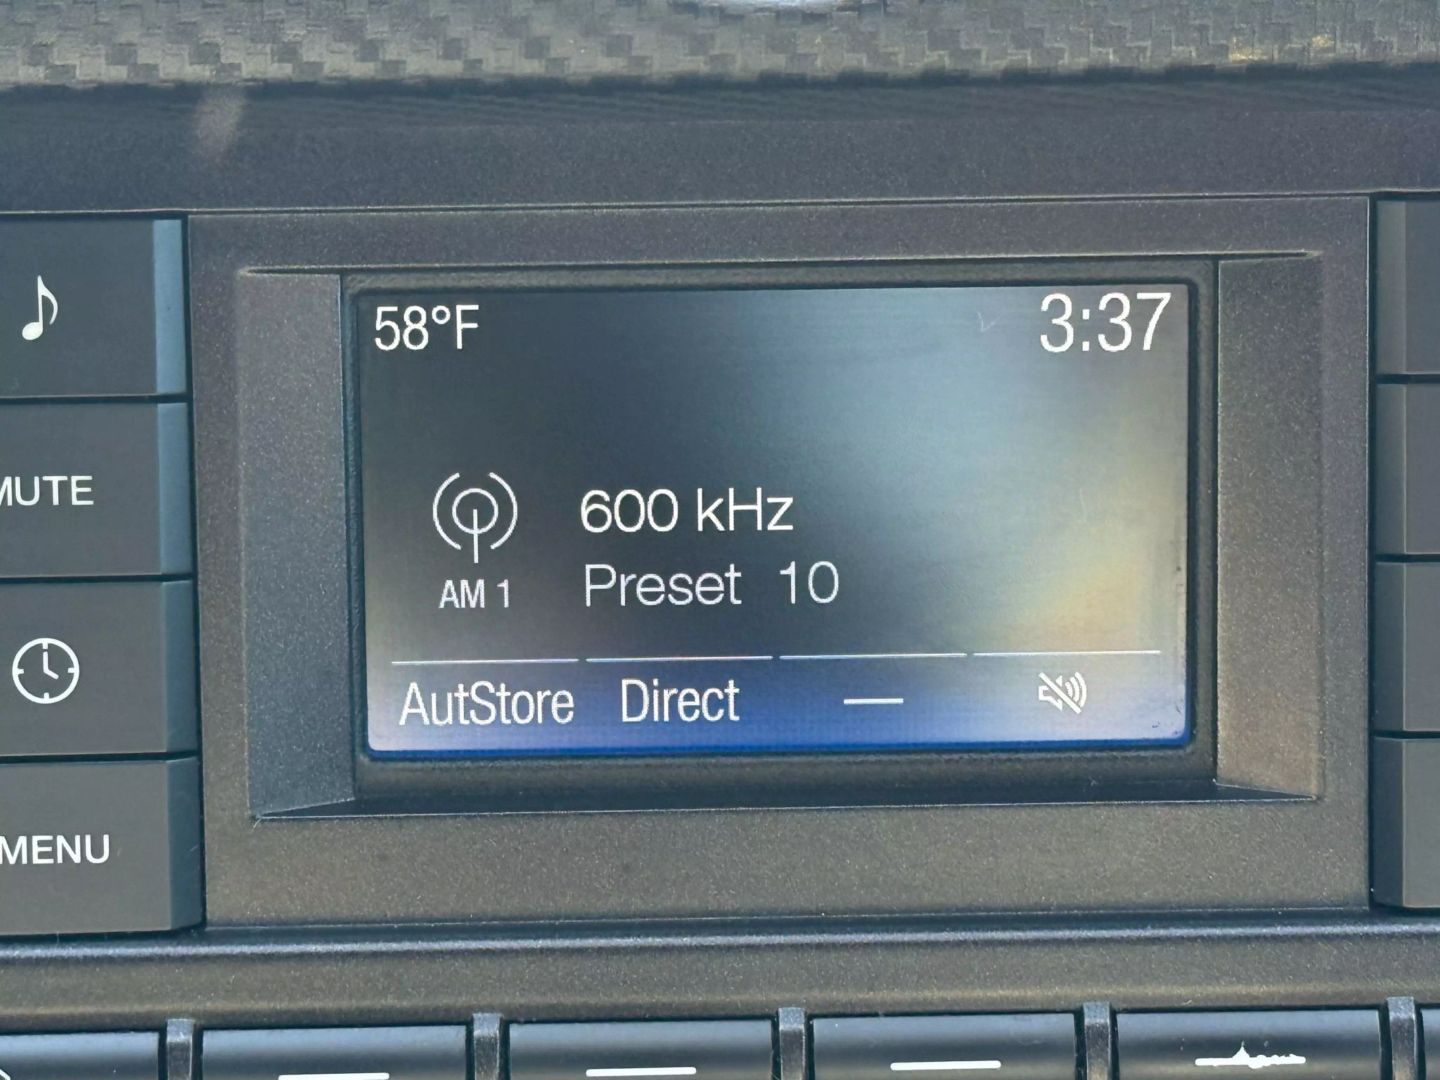 58°F
3:37
MUTE
600 kHz
AM 1
Preset 10
AutStore Direct —
MENU